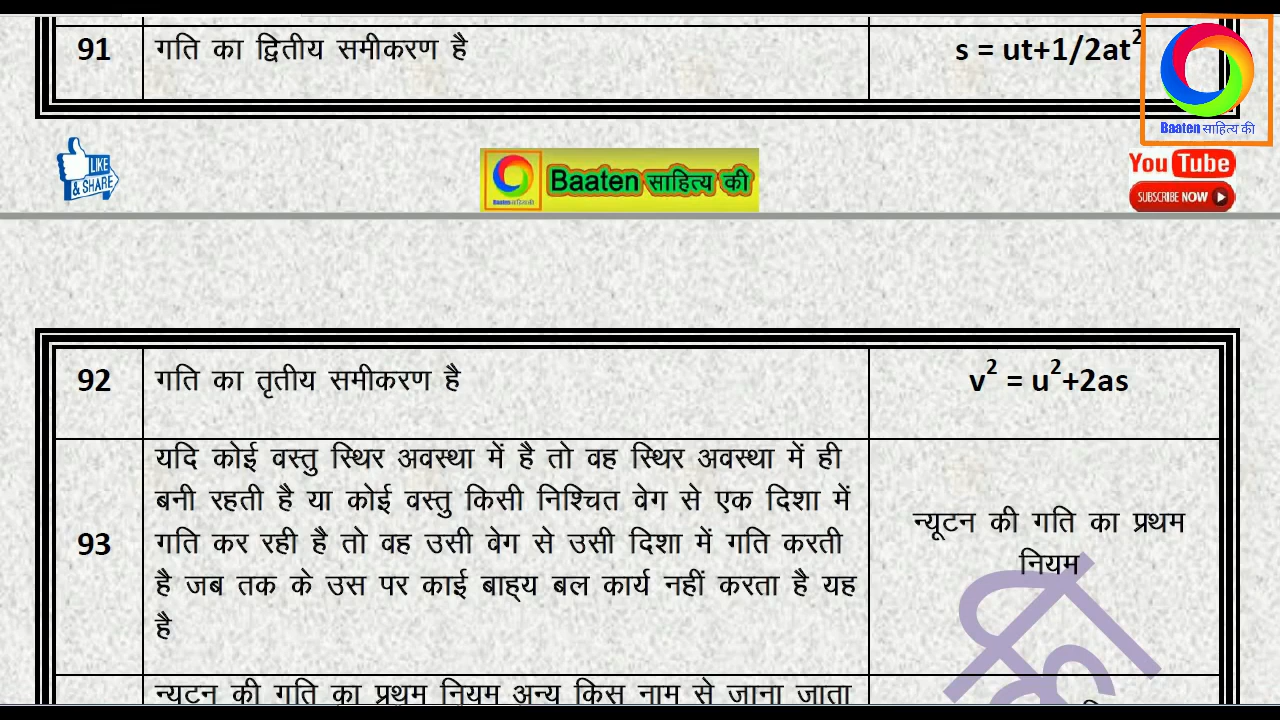 91 गति का द्वितीय समीकरण है s = ut+1/2at²
Baaten साहित्य की
LIKE & SHARE
Baaten साहित्य की
You Tube
SUBSCRIBE NOW
92 गति का तृतीय समीकरण है v² = u²+2as
यदि कोई वस्तु स्थिर अवस्था में है तो वह स्थिर अवस्था में ही
बनी रहती है या कोई वस्तु किसी निश्चित वेग से एक दिशा में
93 गति कर रही है तो वह उसी वेग से उसी दिशा में गति करती
है जब तक के उस पर काई बाह्य बल कार्य नहीं करता है यह
है
न्यूटन की गति का प्रथम
नियम
न्यूटन की गति का प्रथम नियम अन्य किस नाम से जाना जाता
की